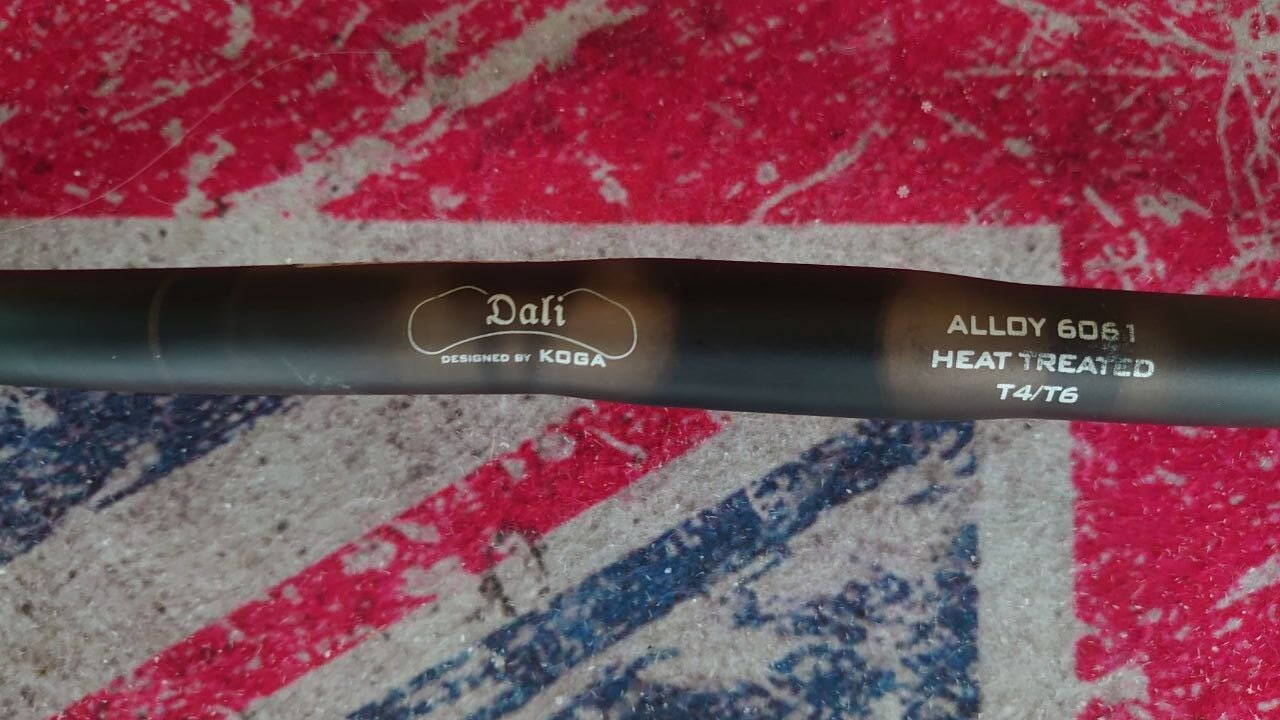 Dali
DESIGNED BY KOGA
ALLOY 6061
HEAT TREATED
T4/T6